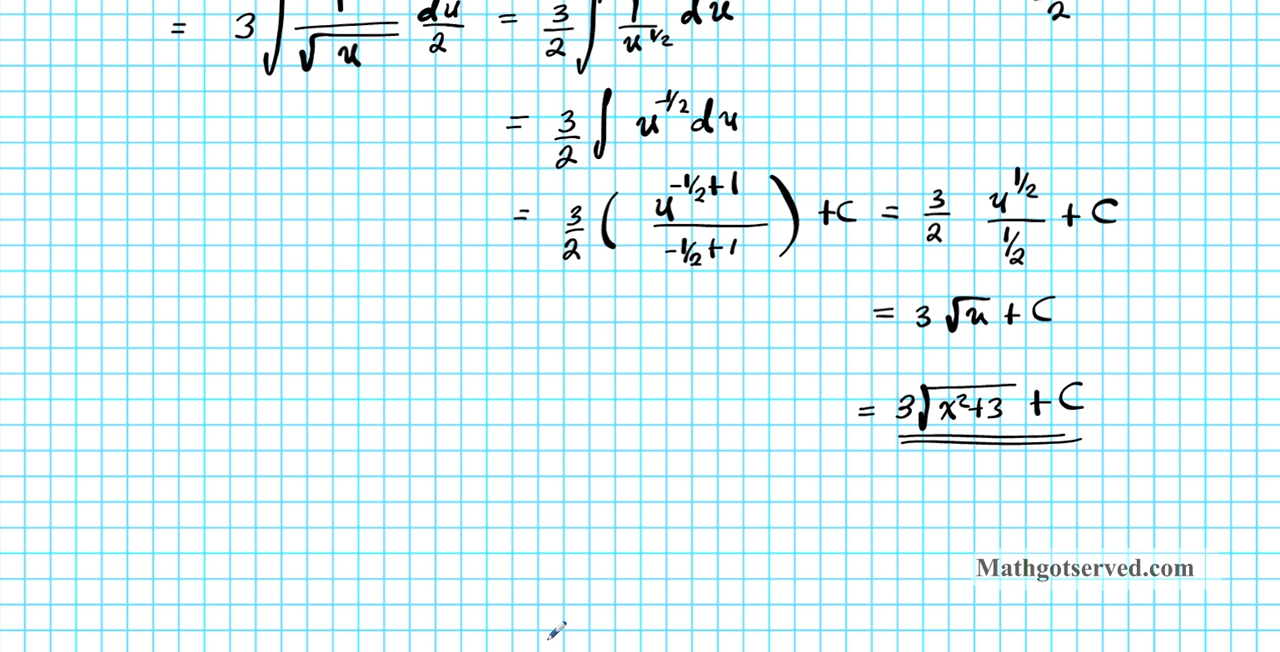 = 3 ∫ 1/√u du/2 = 3/2 ∫ 1/u^1/2 du
2
= 3/2 ∫ u^-1/2 du
= 3/2 ( u^-1/2+1 / -1/2+1 ) + C = 3/2 u^1/2 / 1/2 + C
= 3 √u + C
= 3√x²+3 + C
Mathgotserved.com